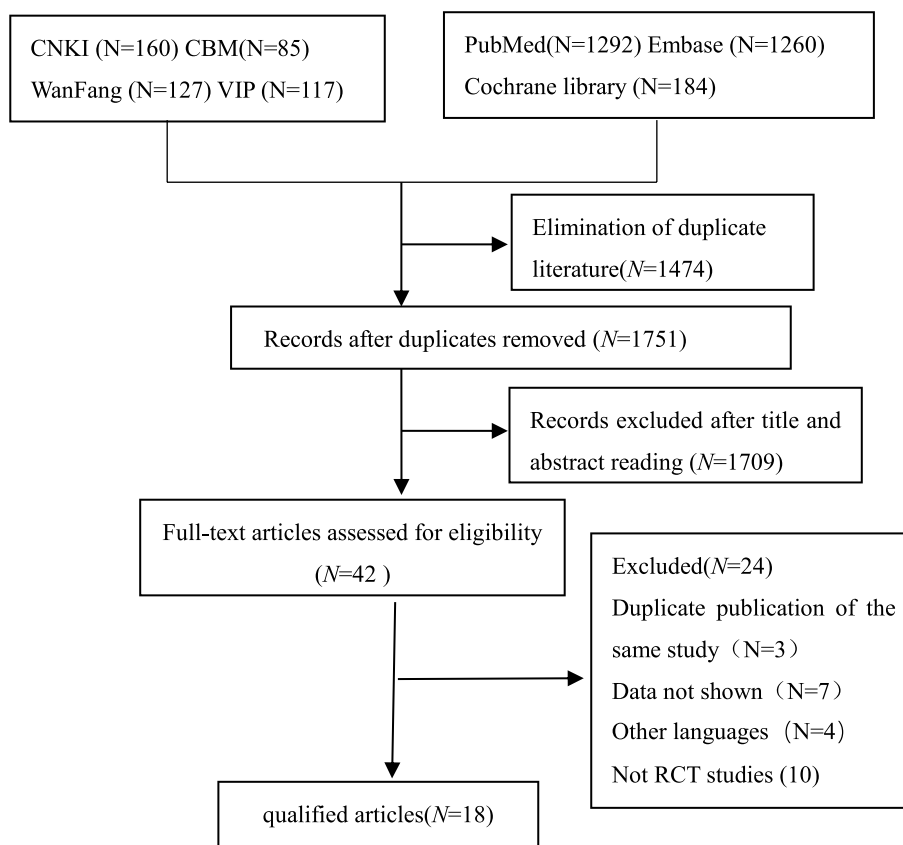 CNKI (N=160) CBM(N=85)
WanFang (N=127) VIP (N=117)
PubMed(N=1292) Embase (N=1260)
Cochrane library (N=184)
Elimination of duplicate
literature(N=1474)
Records after duplicates removed (N=1751)
Records excluded after title and
abstract reading (N=1709)
Full-text articles assessed for eligibility
(N=42 )
Excluded(N=24)
Duplicate publication of the
same study（N=3）
Data not shown（N=7）
Other languages（N=4）
Not RCT studies (10)
qualified articles(N=18)